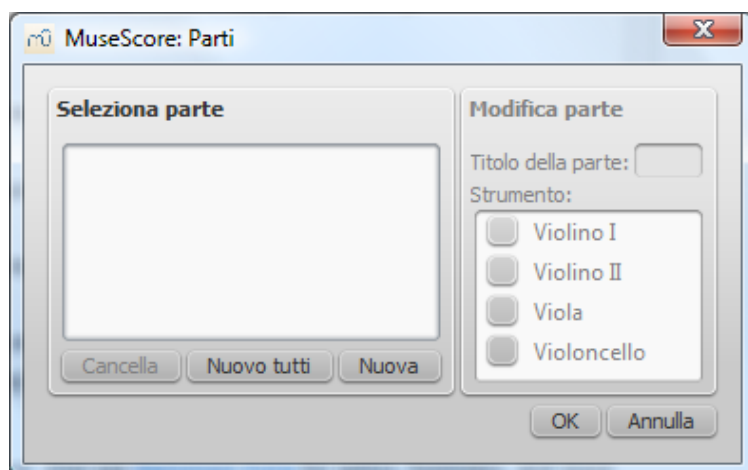 MuseScore: Parti
Seleziona parte
Cancella
Nuovo tutti
Nuova
Modifica parte
Titolo della parte:
Strumento:
Violino I
Violino II
Viola
Violoncello
OK
Annulla